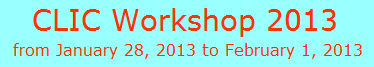 CLIC Workshop 2013
from January 28, 2013 to February 1, 2013